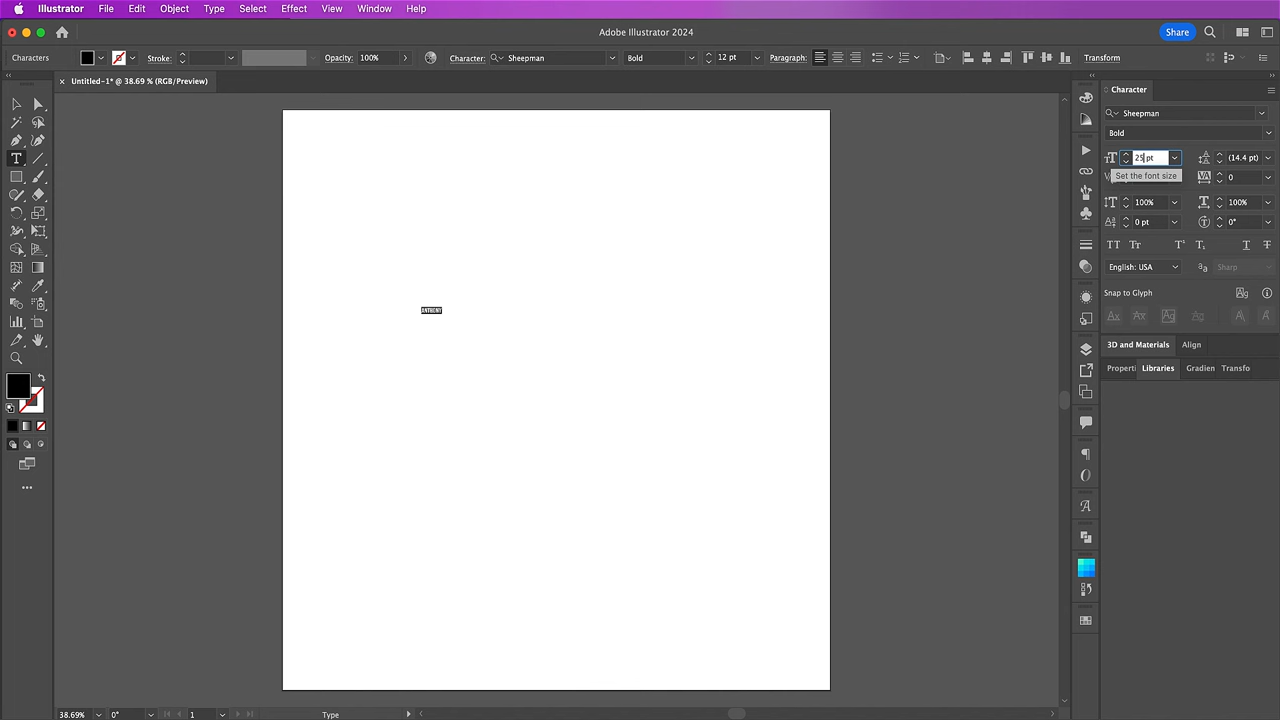 Illustrator File Edit Object Type Select Effect View Window Help
Adobe Illustrator 2024
Share
Characters Stroke: Opacity: 100% Character: Sheepman Bold 12 pt Paragraph: Transform
× Untitled-1* @ 38.69 % (RGB/Preview)
Character
Sheepman
Bold
25 pt (14.4 pt)
Set the font size
0
100% 100%
0 pt 0°
English: USA Sharp
Snap to Glyph
3D and Materials Align
Properti Libraries Gradien Transfo
ANTHONY
38.69% 0° 1 Type